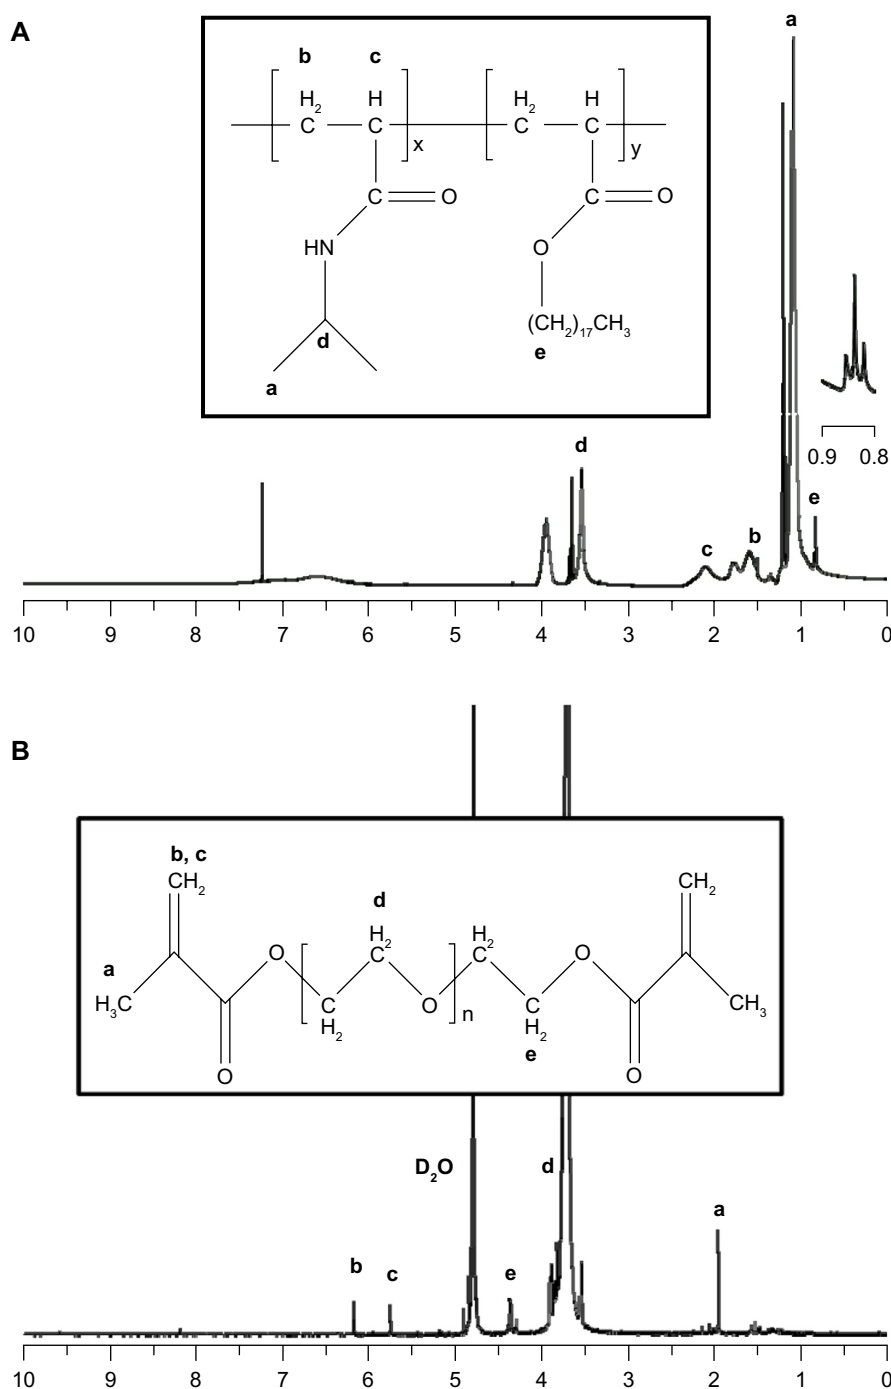 A
a
b c
H2 H H2 H
C C C C
x y
C O C O
HN O
(CH2)17CH3
d
e
a
d
0.9 0.8
e
b
c
10 9 8 7 6 5 4 3 2 1 0
B
b, c
CH2 CH2
d
H2 H2
O C C O
a
H3C C O n C CH3
H2 H2
e
O O
D2O d
a
b c e
10 9 8 7 6 5 4 3 2 1 0